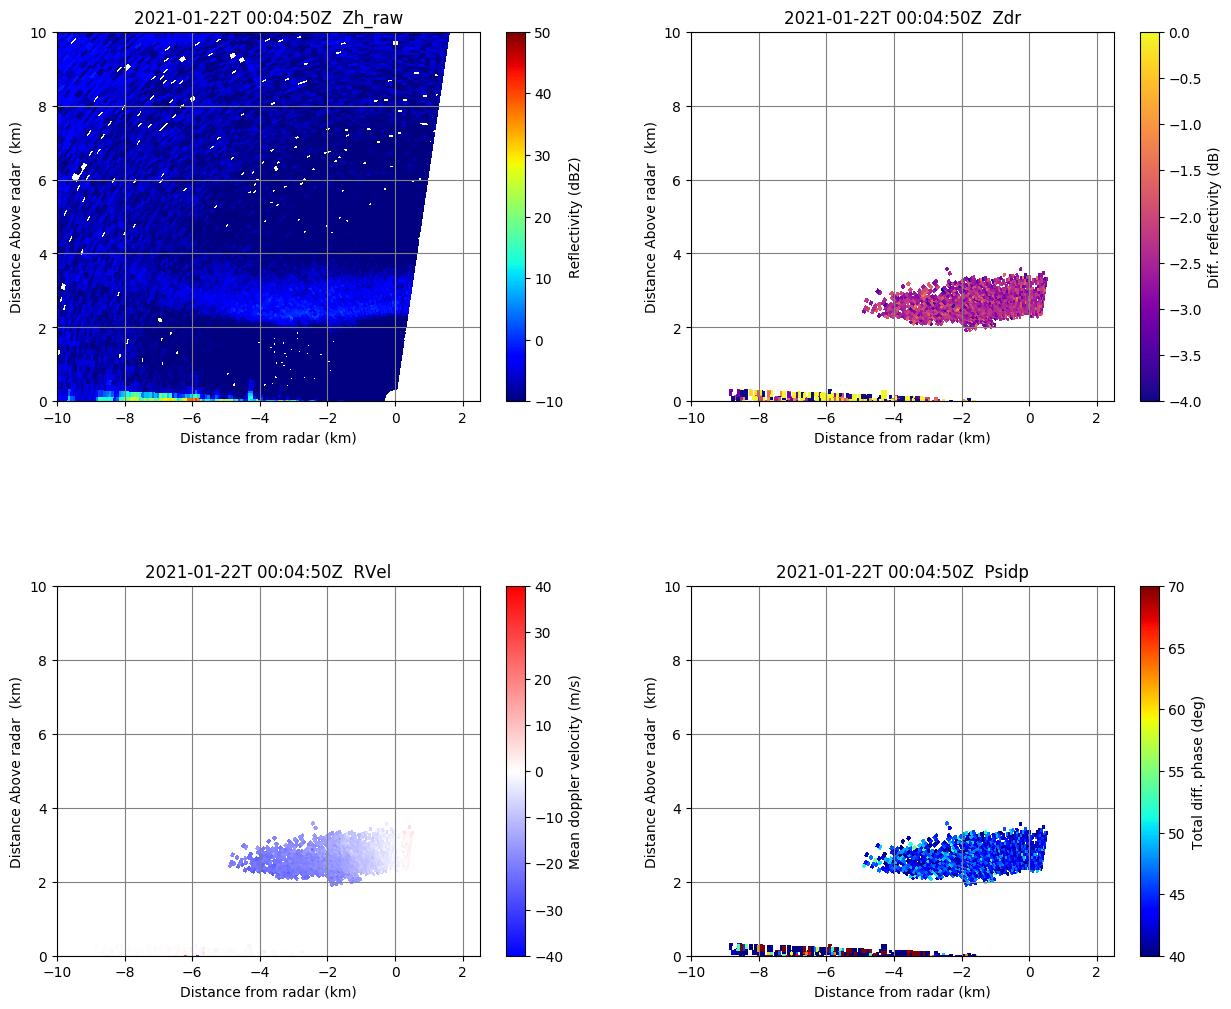 2021-01-22T 00:04:50Z  Zh_raw
10
8
6
4
2
0
Distance Above radar  (km)
−10 −8 −6 −4 −2 0 2
Distance from radar (km)
50
40
30
20
10
0
−10
Reflectivity (dBZ)
2021-01-22T 00:04:50Z  Zdr
10
8
6
4
2
0
Distance Above radar  (km)
−10 −8 −6 −4 −2 0 2
Distance from radar (km)
0.0
−0.5
−1.0
−1.5
−2.0
−2.5
−3.0
−3.5
−4.0
Diff. reflectivity (dB)
2021-01-22T 00:04:50Z  RVel
10
8
6
4
2
0
Distance Above radar  (km)
−10 −8 −6 −4 −2 0 2
Distance from radar (km)
40
30
20
10
0
−10
−20
−30
−40
Mean doppler velocity (m/s)
2021-01-22T 00:04:50Z  Psidp
10
8
6
4
2
0
Distance Above radar  (km)
−10 −8 −6 −4 −2 0 2
Distance from radar (km)
70
65
60
55
50
45
40
Total diff. phase (deg)